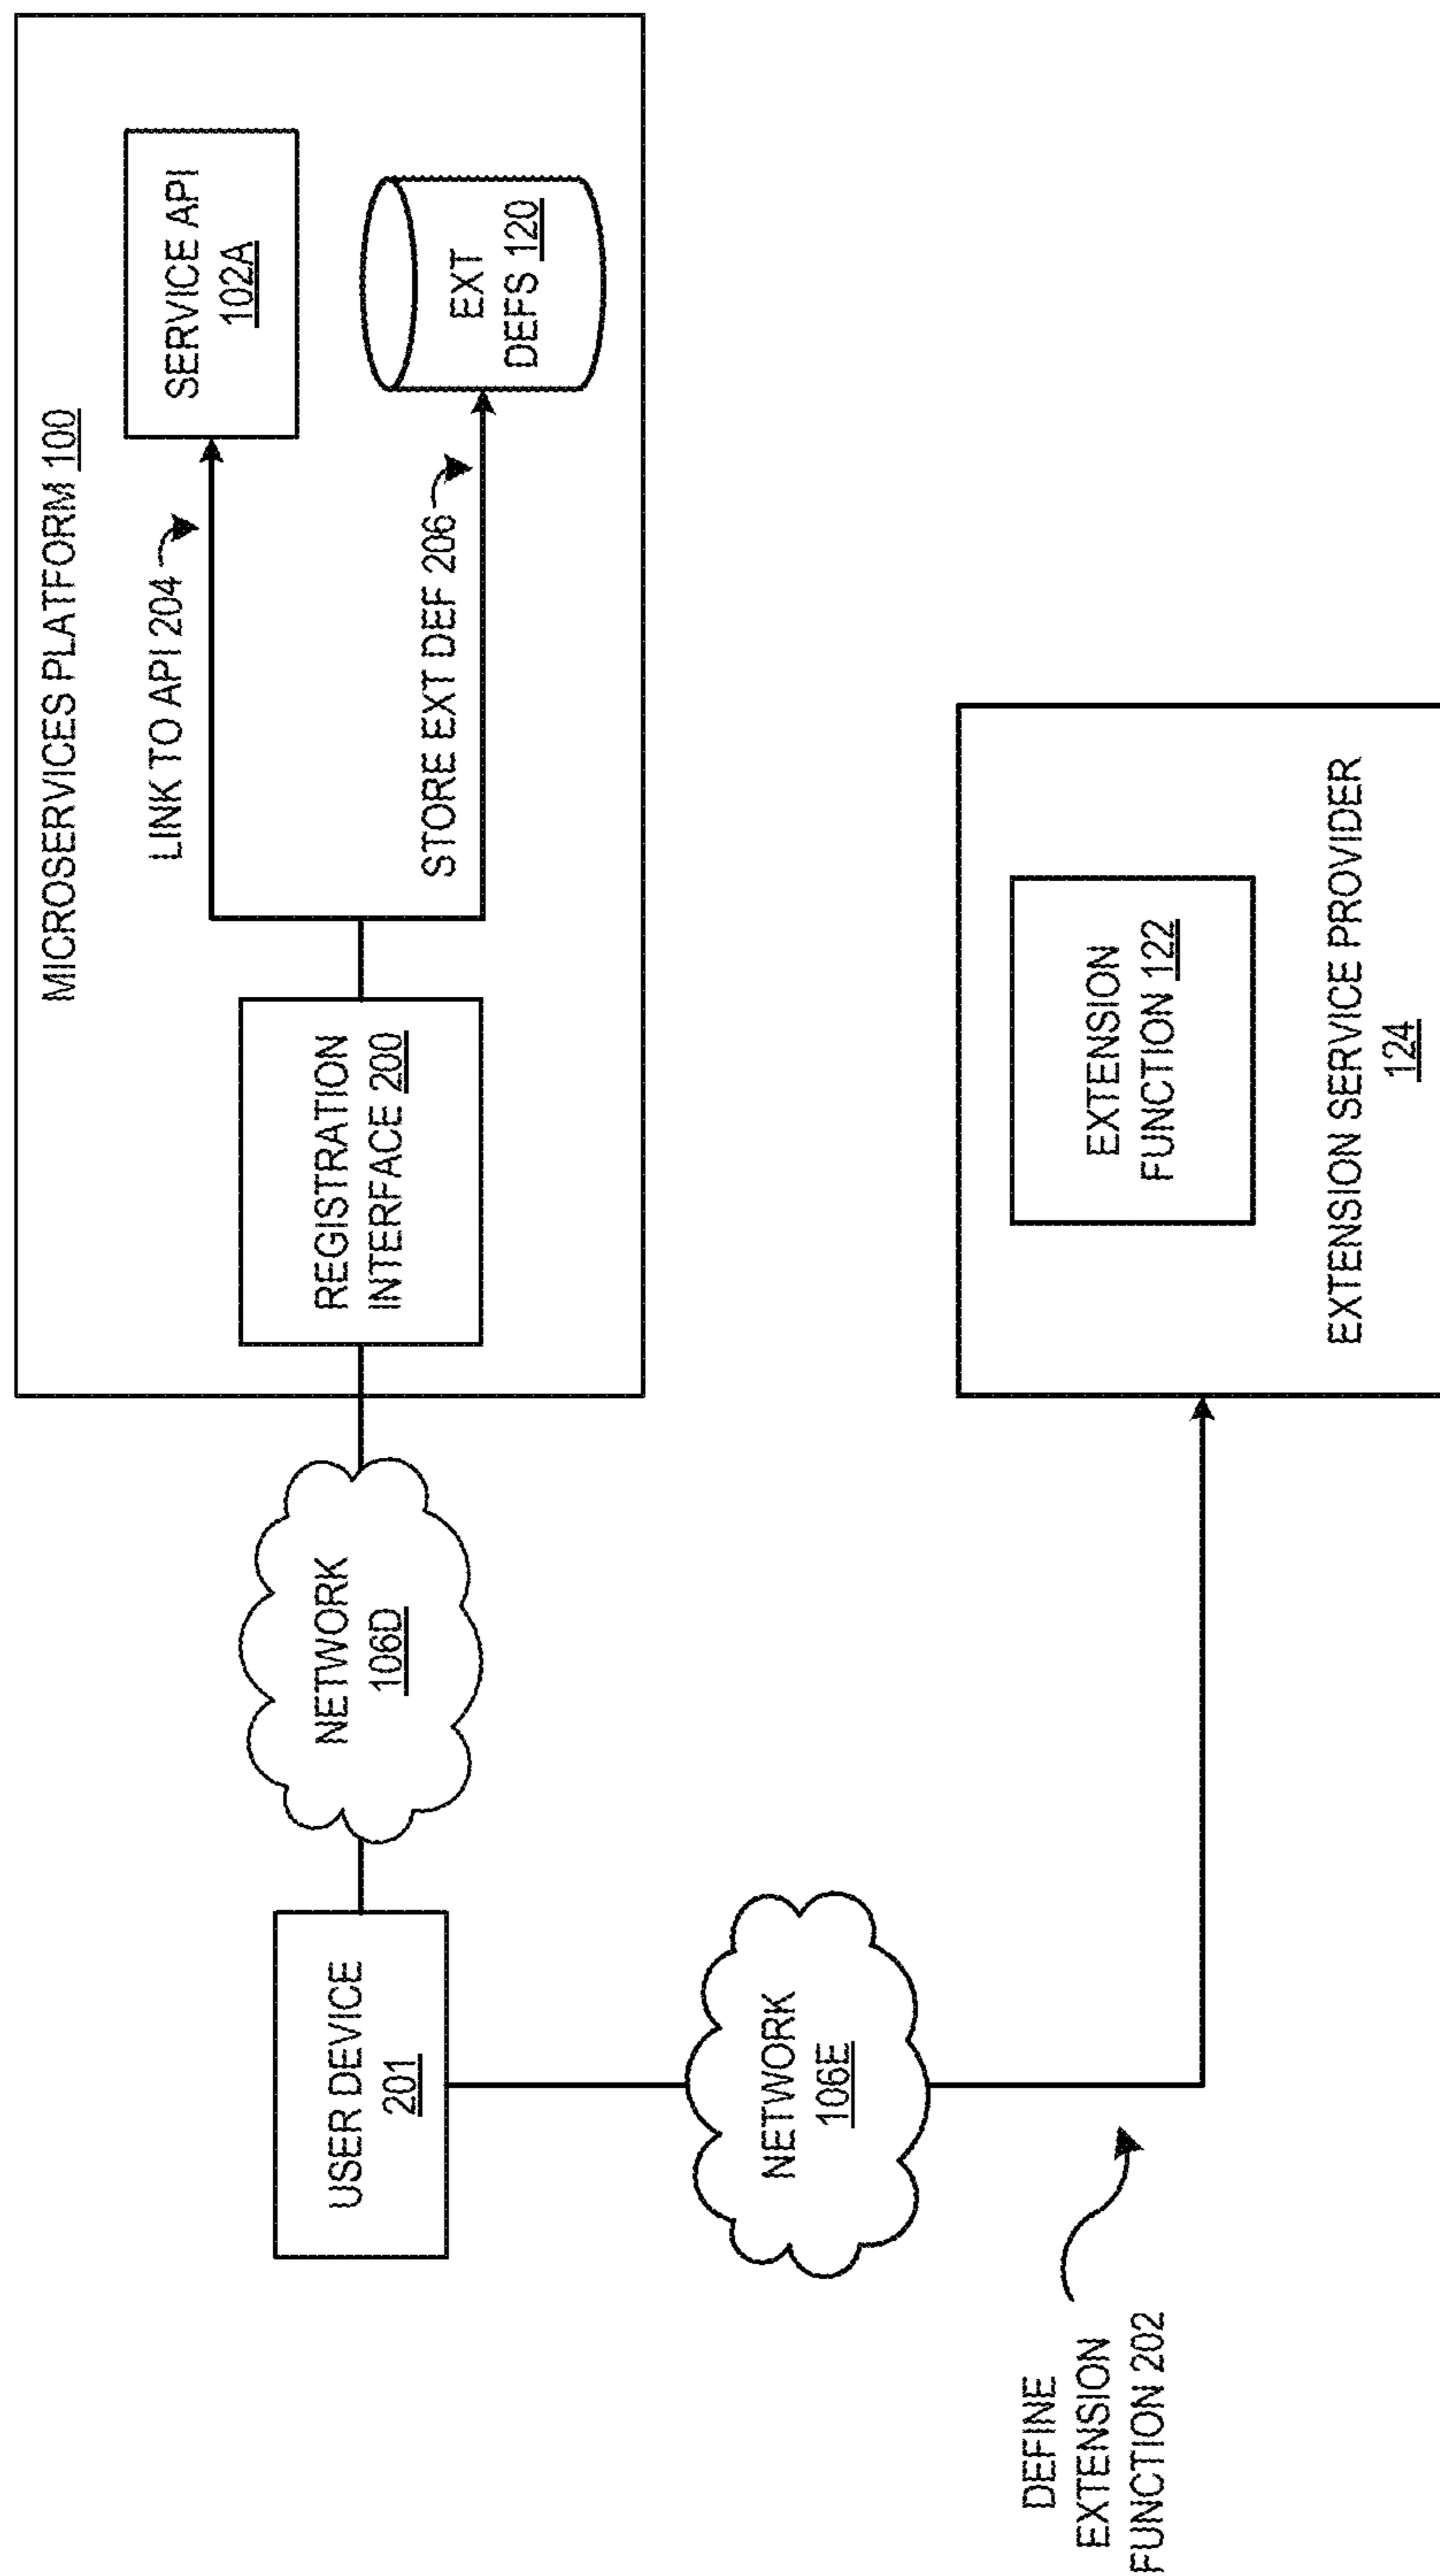 MICROSERVICES PLATFORM 100
LINK TO API 204
SERVICE API
102A
STORE EXT DEF 206
EXT
DEFS 120
REGISTRATION
INTERFACE 200
NETWORK
106D
USER DEVICE
201
NETWORK
106E
DEFINE
EXTENSION
FUNCTION 202
EXTENSION
FUNCTION 122
EXTENSION SERVICE PROVIDER
124